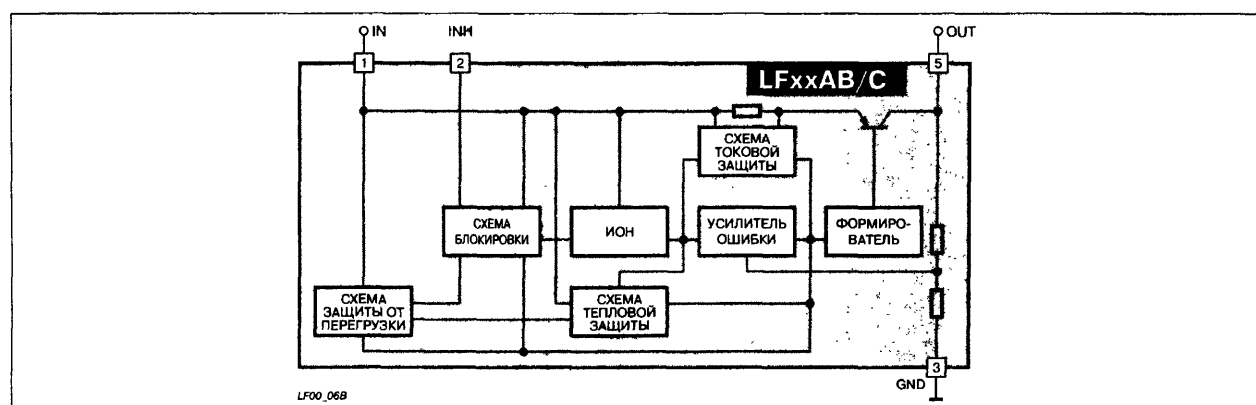 IN
INH
OUT
1
2
5
LFxxAB/C
СХЕМА
ТОКОВОЙ
ЗАЩИТЫ
СХЕМА
БЛОКИРОВКИ
ИОН
УСИЛИТЕЛЬ
ОШИБКИ
ФОРМИРО-
ВАТЕЛЬ
СХЕМА
ЗАЩИТЫ ОТ
ПЕРЕГРУЗКИ
СХЕМА
ТЕПЛОВОЙ
ЗАЩИТЫ
3
GND
LF00_06B